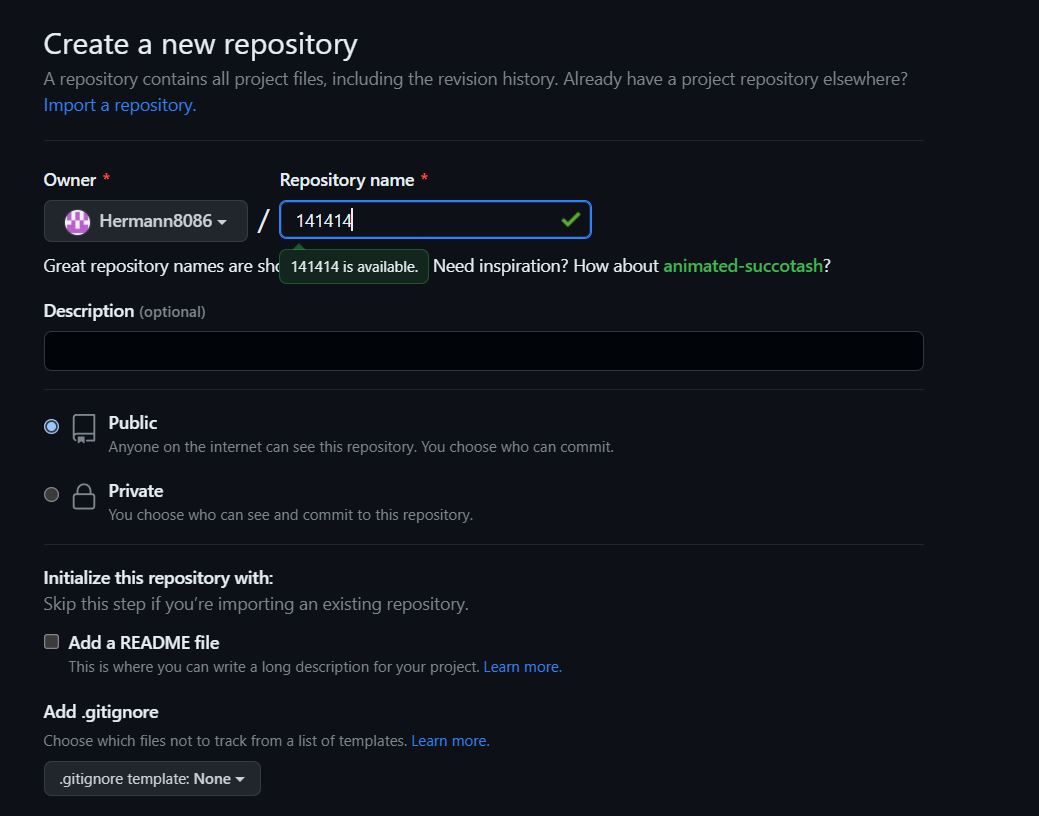 Create a new repository
A repository contains all project files, including the revision history. Already have a project repository elsewhere?
Import a repository.
Owner * Repository name *
Hermann8086 / 141414
Great repository names are sho 141414 is available. Need inspiration? How about animated-succotash?
Description (optional)
Public
Anyone on the internet can see this repository. You choose who can commit.
Private
You choose who can see and commit to this repository.
Initialize this repository with:
Skip this step if you’re importing an existing repository.
Add a README file
This is where you can write a long description for your project. Learn more.
Add .gitignore
Choose which files not to track from a list of templates. Learn more.
.gitignore template: None